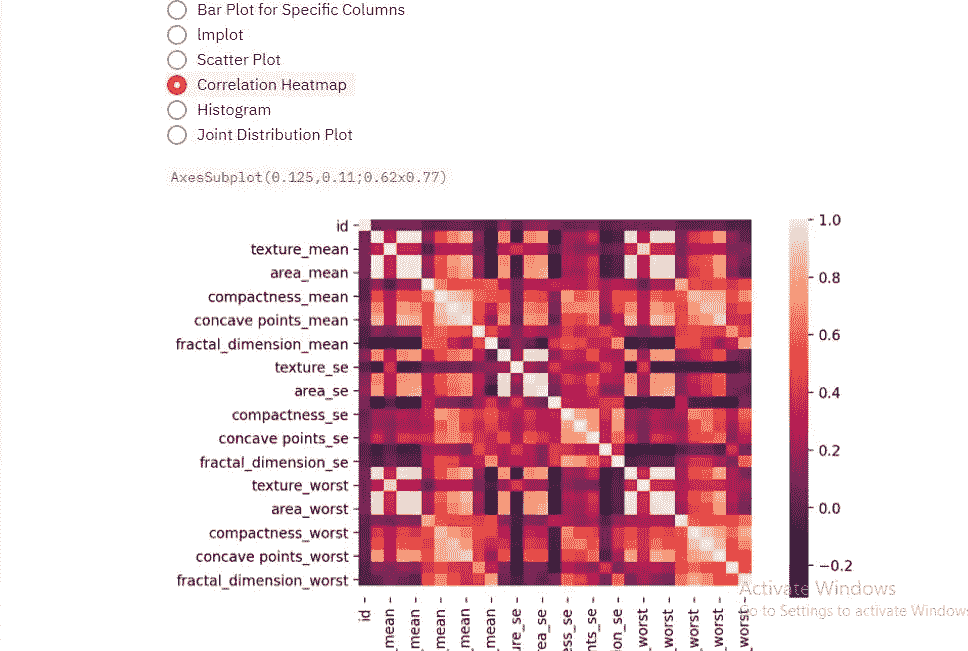 Bar Plot for Specific Columns
lmplot
Scatter Plot
Correlation Heatmap
Histogram
Joint Distribution Plot
AxesSubplot(0.125,0.11;0.62x0.77)
id
texture_mean
area_mean
compactness_mean
concave points_mean
fractal_dimension_mean
texture_se
area_se
compactness_se
concave points_se
fractal_dimension_se
texture_worst
area_worst
compactness_worst
concave points_worst
fractal_dimension_worst
1.0
0.8
0.6
0.4
0.2
0.0
−0.2
id
_mean
_mean
_mean
_mean
_mean
ure_se
ea_se
ess_se
nts_se
on_se
_worst
_worst
_worst
_worst
_worst
Activate Windows
Go to Settings to activate Windows